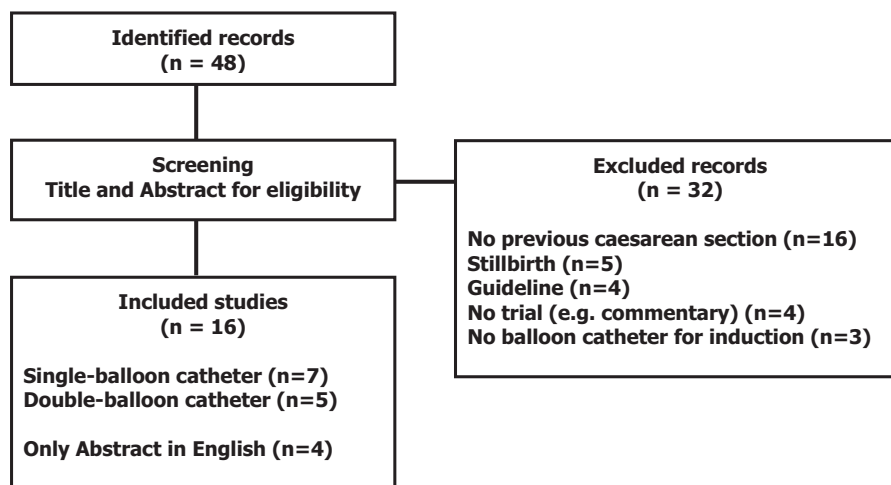 Identified records
(n = 48)
Screening
Title and Abstract for eligibility
Excluded records
(n = 32)
No previous caesarean section (n=16)
Stillbirth (n=5)
Guideline (n=4)
No trial (e.g. commentary) (n=4)
No balloon catheter for induction (n=3)
Included studies
(n = 16)
Single-balloon catheter (n=7)
Double-balloon catheter (n=5)
Only Abstract in English (n=4)